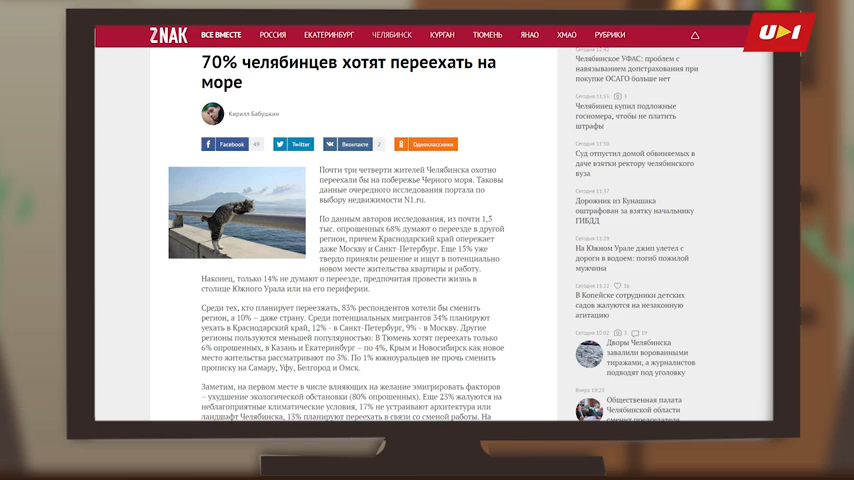 ZNAK ВСЕ ВМЕСТЕ РОССИЯ ЕКАТЕРИНБУРГ ЧЕЛЯБИНСК КУРГАН ТЮМЕНЬ ЯНАО ХМАО РУБРИКИ
U 1
70% челябинцев хотят переехать на
море
Кирилл Бабушкин
Facebook 49 Twitter Вконтакте 2 Одноклассники
Почти три четверти жителей Челябинска охотно
переехали бы на побережье Черного моря. Таковы
данные очередного исследования портала по
выбору недвижимости N1.ru.
По данным авторов исследования, из почти 1,5
тыс. опрошенных 68% думают о переезде в другой
регион, причем Краснодарский край опережает
даже Москву и Санкт-Петербург. Еще 15% уже
твердо приняли решение и ищут в потенциально
новом месте жительства квартиры и работу.
Наконец, только 14% не думают о переезде, предпочитая провести жизнь в
столице Южного Урала или на его периферии.
Среди тех, кто планирует переезжать, 83% респондентов хотели бы сменить
регион, а 10% – даже страну. Среди потенциальных мигрантов 34% планируют
уехать в Краснодарский край, 12% - в Санкт-Петербург, 9% - в Москву. Другие
регионы пользуются меньшей популярностью: В Тюмень хотят переехать только
6% опрошенных, в Казань и Екатеринбург – по 4%, Крым и Новосибирск как новое
место жительства рассматривают по 3%. По 1% южноуральцев не прочь сменить
прописку на Самару, Уфу, Белгород и Омск.
Заметим, на первом месте в числе влияющих на желание эмигрировать факторов
– ухудшение экологической обстановки (80% опрошенных). Еще 23% жалуются на
неблагоприятные климатические условия, 17% не устраивают архитектура или
ландшафт Челябинска, 13% планируют переехать в связи со сменой работы. На
Сегодня 12:42
Челябинское УФАС: проблем с
навязыванием допстрахования при
покупке ОСАГО больше нет
Сегодня 11:55 3
Челябинец купил подложные
госномера, чтобы не платить
штрафы
Сегодня 11:50
Суд отпустил домой обвиняемых в
даче взятки ректору челябинского
вуза
Сегодня 11:37
Дорожник из Кунашака
оштрафован за взятку начальнику
ГИБДД
Сегодня 11:29
На Южном Урале джип улетел с
дороги в водоем: погиб пожилой
мужчина
Сегодня 11:22 36
В Копейске сотрудники детских
садов жалуются на незаконную
агитацию
Сегодня 10:02 3 19
Дворы Челябинска
завалили ворованными
тиражами, а журналистов
подводят под уголовку
Вчера 19:23
Общественная палата
Челябинской области
сменит председателя